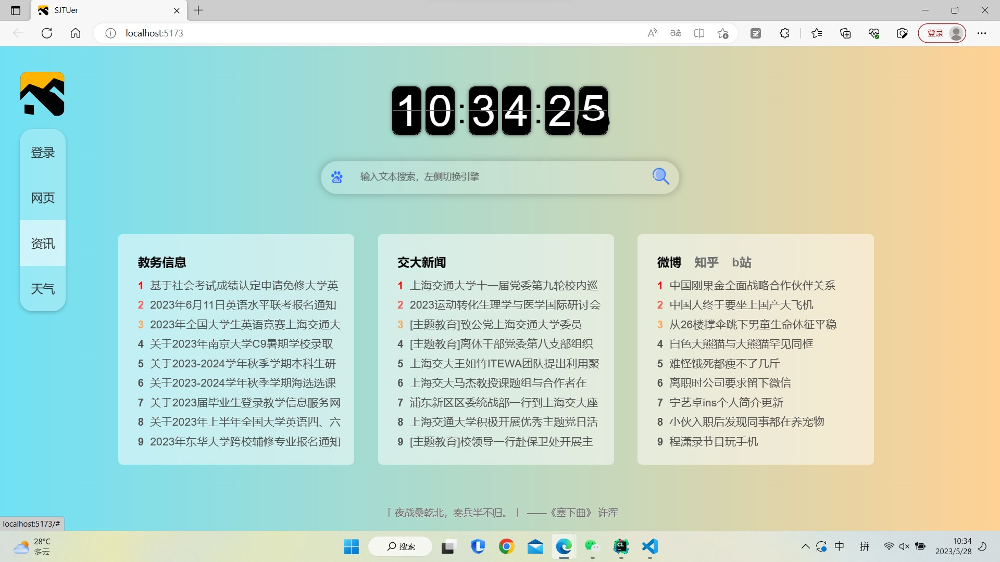 SJTUer
localhost:5173
登录
10:34:25
输入文本搜索，左侧切换引擎
登录
网页
资讯
天气
教务信息
1 基于社会考试成绩认定申请免修大学英
2 2023年6月11日英语水平联考报名通知
3 2023年全国大学生英语竞赛上海交通大
4 关于2023年南京大学C9暑期学校录取
5 关于2023-2024学年秋季学期本科生研
6 关于2023-2024学年秋季学期海选选课
7 关于2023届毕业生登录教学信息服务网
8 关于2023年上半年全国大学英语四、六
9 2023年东华大学跨校辅修专业报名通知
交大新闻
1 上海交通大学十一届党委第九轮校内巡
2 2023运动转化生理学与医学国际研讨会
3 [主题教育]致公党上海交通大学委员
4 [主题教育]离休干部党委第八支部组织
5 上海交大王如竹ITEWA团队提出利用聚
6 上海交大马杰教授课题组与合作者在
7 浦东新区区委统战部一行到上海交大座
8 上海交通大学积极开展优秀主题党日活
9 [主题教育]校领导一行赴保卫处开展主
微博 知乎 b站
1 中国刚果金全面战略合作伙伴关系
2 中国人终于要坐上国产大飞机
3 从26楼撑伞跳下男童生命体征平稳
4 白色大熊猫与大熊猫罕见同框
5 难怪饿死都瘦不了几斤
6 离职时公司要求留下微信
7 宁艺卓ins个人简介更新
8 小伙入职后发现同事都在养宠物
9 程潇录节目玩手机
「 夜战桑乾北，秦兵半不归。 」 ——《塞下曲》 许浑
localhost:5173/#
28°C
多云
搜索
中
拼
10:34
2023/5/28